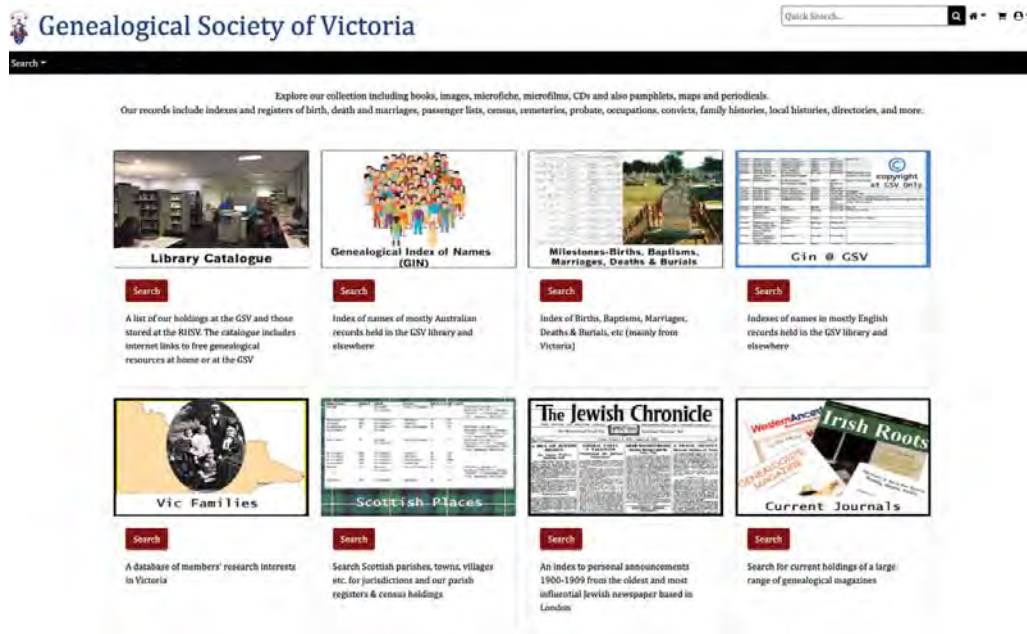 Genealogical Society of Victoria
Quick Search...
Search
Explore our collection including books, images, microfiche, microfilms, CDs and also pamphlets, maps and periodicals.
Our records include indexes and registers of birth, death and marriages, passenger lists, census, cemeteries, probate, occupations, convicts, family histories, local histories, directories, and more.
Library Catalogue
Genealogical Index of Names
(GIN)
Milestones-Births, Baptisms,
Marriages, Deaths & Burials
©
copyright
at GSV Only
Gin @ GSV
Search
Search
Search
Search
A list of our holdings at the GSV and those
stored at the RHSV. The catalogue includes
internet links to free genealogical
resources at home or at the GSV
Index of names of mostly Australian
records held in the GSV library and
elsewhere
Index of Births, Baptisms, Marriages,
Deaths & Burials, etc (mainly from
Victoria)
Indexes of names in mostly English
records held in the GSV library and
elsewhere
Vic Families
Scottish Places
The Jewish Chronicle
WesternAncest
Irish Roots
GENEALOGISTS'
MAGAZINE
Current Journals
Search
Search
Search
Search
A database of members' research interests
in Victoria
Search Scottish parishes, towns, villages
etc. for jurisdictions and our parish
registers & census holdings
An index to personal announcements
1900-1909 from the oldest and most
influential Jewish newspaper based in
London
Search for current holdings of a large
range of genealogical magazines